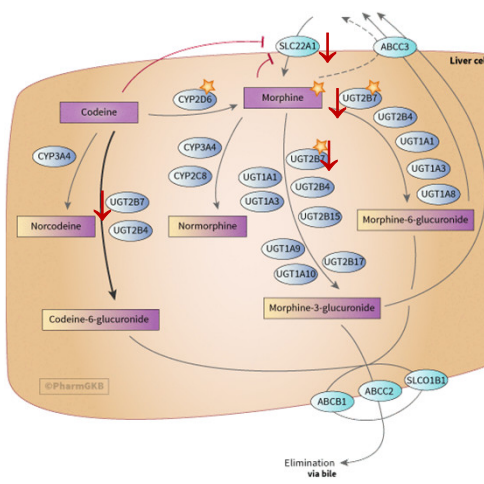 SLC22A1
ABCC3
Liver cel
CYP2D6
Morphine
UGT2B7
Codeine
UGT2B4
UGT1A1
CYP3A4
CYP3A4
UGT2B7
CYP2C8
UGT1A1
UGT2B4
UGT1A3
UGT1A3
UGT1A8
UGT2B7
UGT2B15
Norcodeine
UGT2B4
Normorphine
Morphine-6-glucuronide
UGT1A9
UGT2B17
UGT1A10
Morphine-3-glucuronide
Codeine-6-glucuronide
©PharmGKB
SLCO1B1
ABCC2
ABCB1
Elimination
via bile